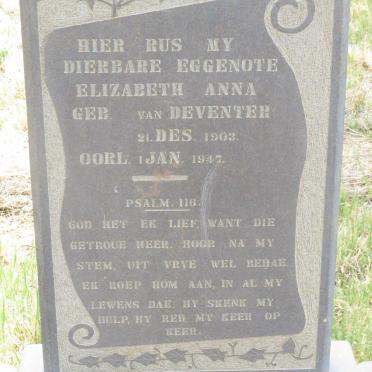 HIER RUS MY
DIERBARE EGGENOTE
ELIZABETH ANNA
GEB. VAN DEVENTER
21. DES. 1903.
OORL. 1 JAN. 1947.
PSALM. 116.
GOD HET EK LIEF, WANT DIE
GETROUE HEER, HOOR NA MY
STEM, UIT VRYE WEL BEHAE
EK ROEP HOM AAN, IN AL MY
LEWENS DAE. HY SKENK MY
HULP, HY RED MY KEER OP
KEER.